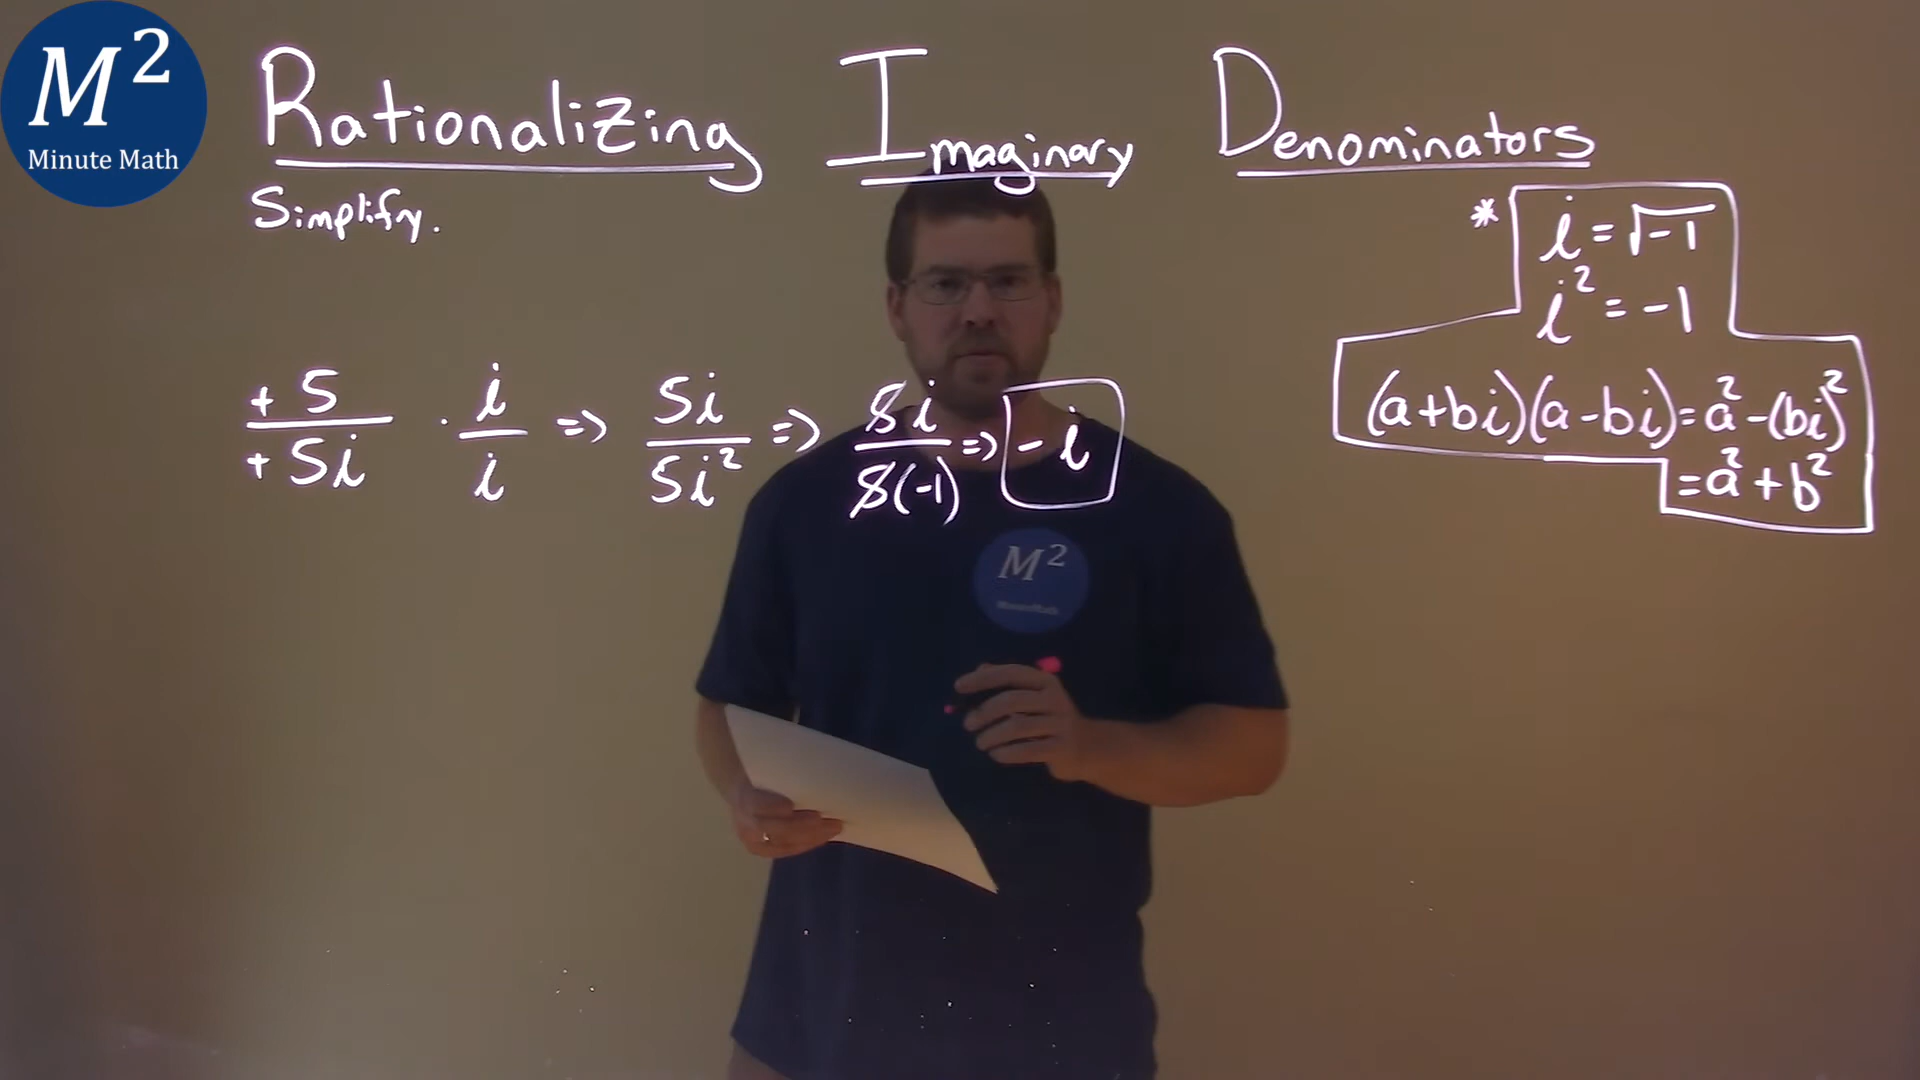 M²
Minute Math
Rationalizing Imaginary Denominators
Simplify.
* i = √-1
i² = -1
(a+bi)(a-bi) = a² - (bi)²
= a² + b²
+5/+5i · i/i => 5i/5i² => 5i/5(-1) => -i
M²